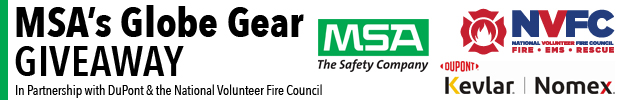 MSA's Globe Gear
GIVEAWAY
In Partnership with DuPont & the National Volunteer Fire Council
MSA
The Safety Company
NVFC
NATIONAL VOLUNTEER FIRE COUNCIL
FIRE • EMS • RESCUE
DUPONT
Kevlar. | Nomex.